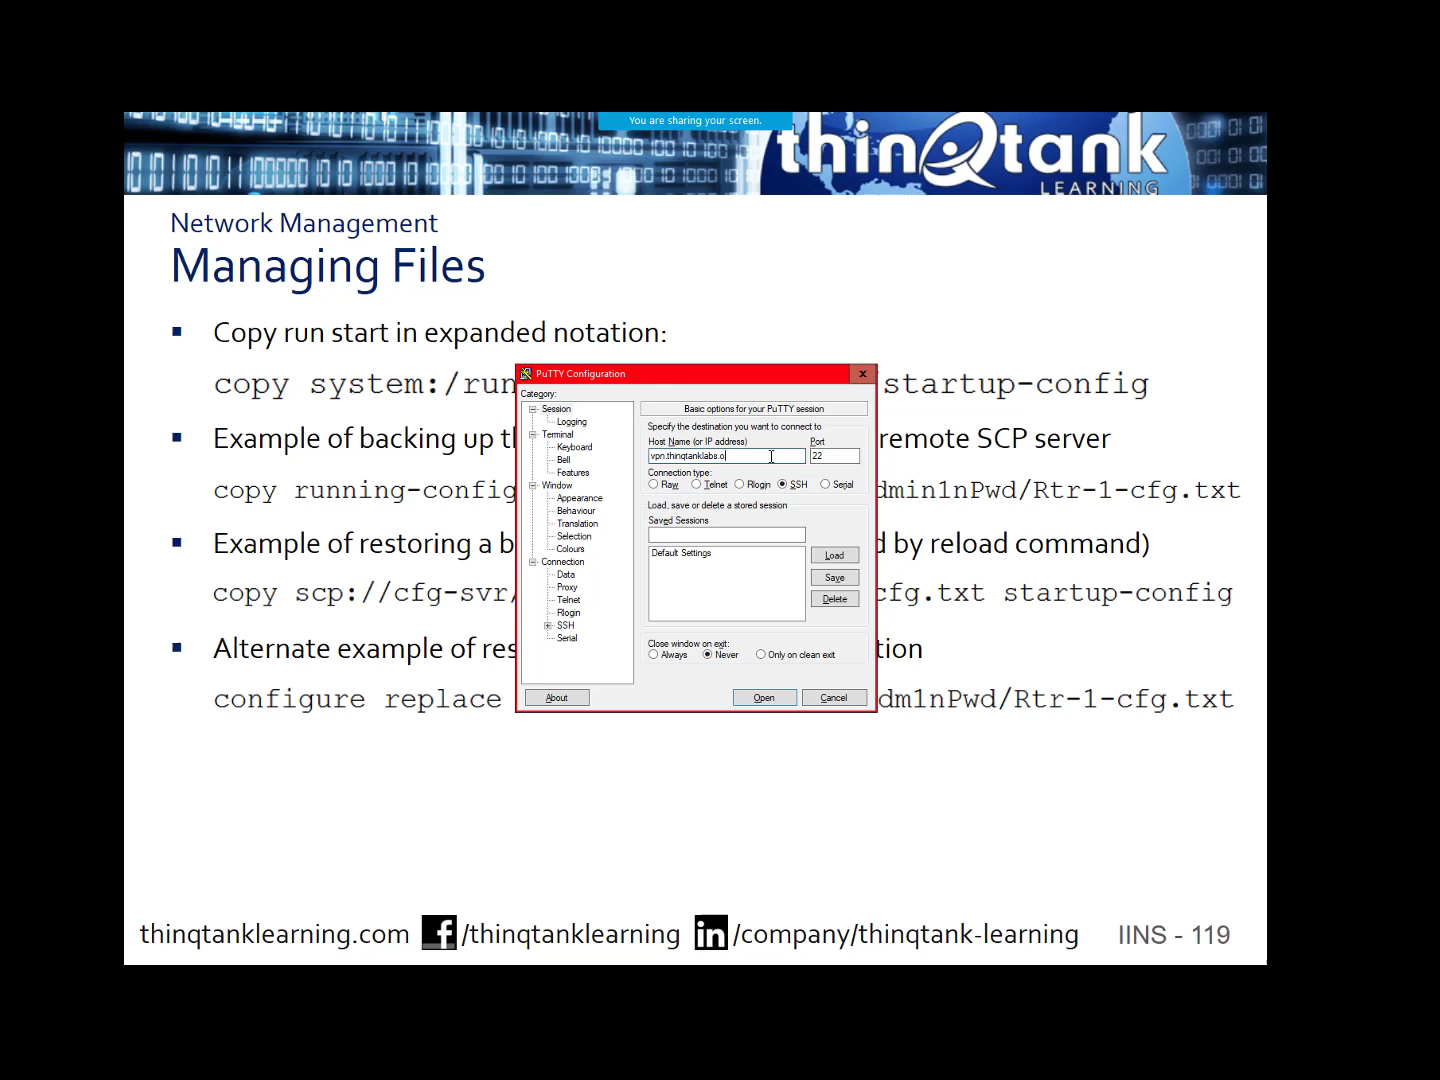 You are sharing your screen.
thinQtank
LEARNING
Network Management
Managing Files
▪ Copy run start in expanded notation:
copy system:/run
/startup-config
▪ Example of backing up th
remote SCP server
copy running-config
dmin1nPwd/Rtr-1-cfg.txt
▪ Example of restoring a b
d by reload command)
copy scp://cfg-svr/
cfg.txt startup-config
▪ Alternate example of res
tion
configure replace
dm1nPwd/Rtr-1-cfg.txt
PuTTY Configuration
x
Category:
Session
Logging
Terminal
Keyboard
Bell
Features
Window
Appearance
Behaviour
Translation
Selection
Colours
Connection
Data
Proxy
Telnet
Rlogin
SSH
Serial
Basic options for your PuTTY session
Specify the destination you want to connect to
Host Name (or IP address) Port
vpn.thinqtanklabs.o 22
Connection type:
Raw Telnet Rlogin SSH Serial
Load, save or delete a stored session
Saved Sessions
Default Settings
Load
Save
Delete
Close window on exit:
Always Never Only on clean exit
About Open Cancel
thinqtanklearning.com f /thinqtanklearning in /company/thinqtank-learning IINS - 119